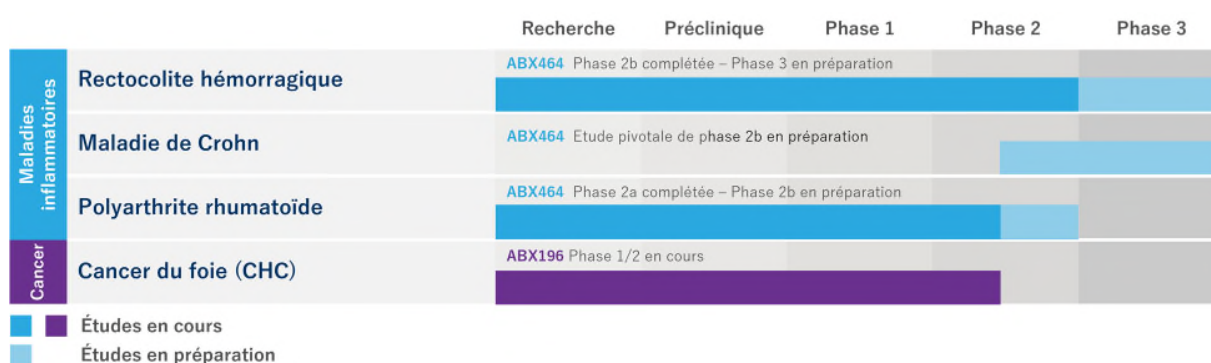 Recherche Préclinique Phase 1 Phase 2 Phase 3
Maladies
inflammatoires
Rectocolite hémorragique
ABX464 Phase 2b complétée – Phase 3 en préparation
Maladie de Crohn
ABX464 Etude pivotale de phase 2b en préparation
Polyarthrite rhumatoïde
ABX464 Phase 2a complétée – Phase 2b en préparation
Cancer
Cancer du foie (CHC)
ABX196 Phase 1/2 en cours
Études en cours
Études en préparation